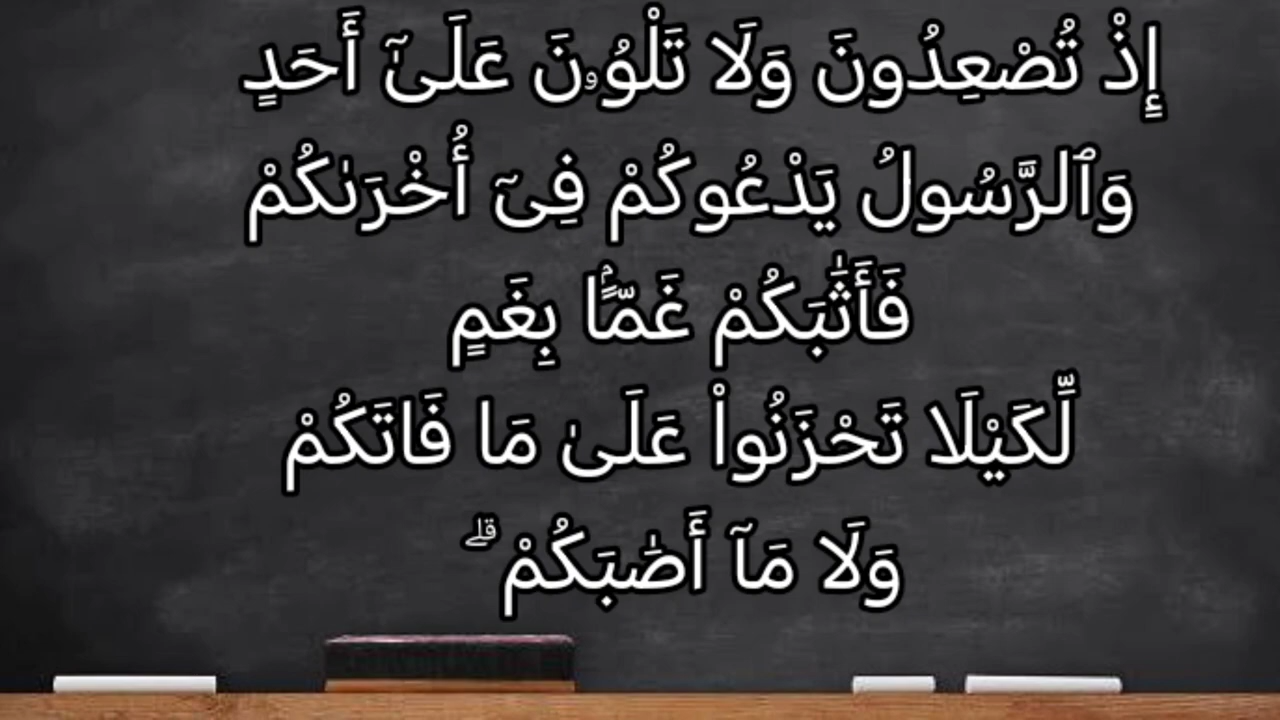 إِذْ تُصْعِدُونَ وَلَا تَلْوُۥنَ عَلَىٰٓ أَحَدٍ
وَٱلرَّسُولُ يَدْعُوكُمْ فِىٓ أُخْرَىٰكُمْ
فَأَثَٰبَكُمْ غَمًّۢا بِغَمٍ
لِّكَيْلَا تَحْزَنُوا۟ عَلَىٰ مَا فَاتَكُمْ
وَلَا مَآ أَصَٰبَكُمْ ۗ